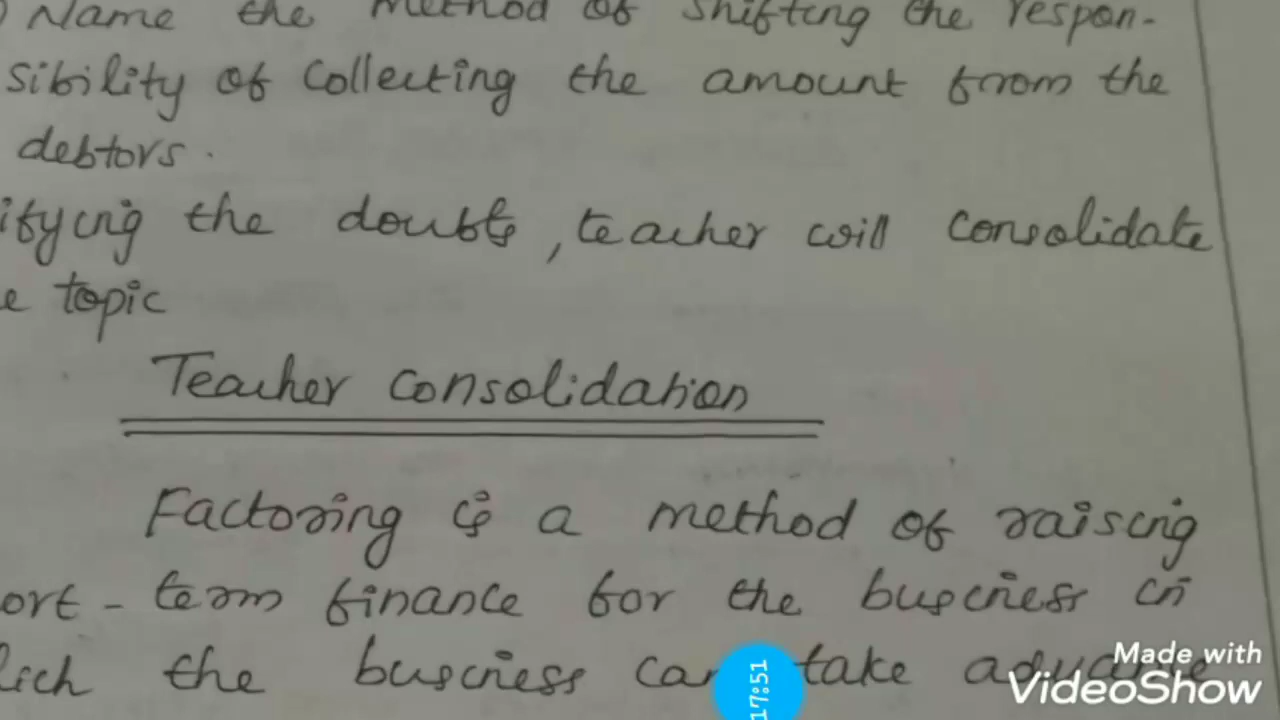 Name the method of shifting the respon-
sibility of collecting the amount from the
debtors.
ifying the doubts, teacher will consolidate
e topic
Teacher Consolidation
Factoring is a method of raising
ort - term finance for the business in
ich the business can take advance
17:51
Made with
VideoShow